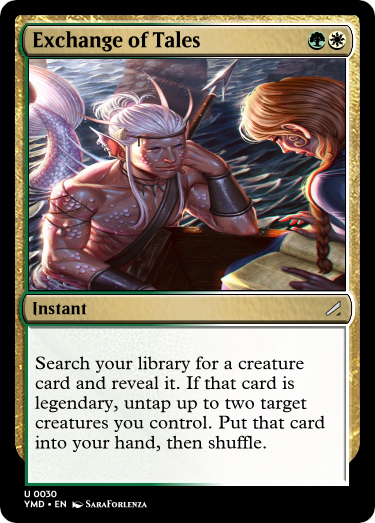 Exchange of Tales
Instant
Search your library for a creature
card and reveal it. If that card is
legendary, untap up to two target
creatures you control. Put that card
into your hand, then shuffle.
U 0030
YMD • EN SaraForlenza